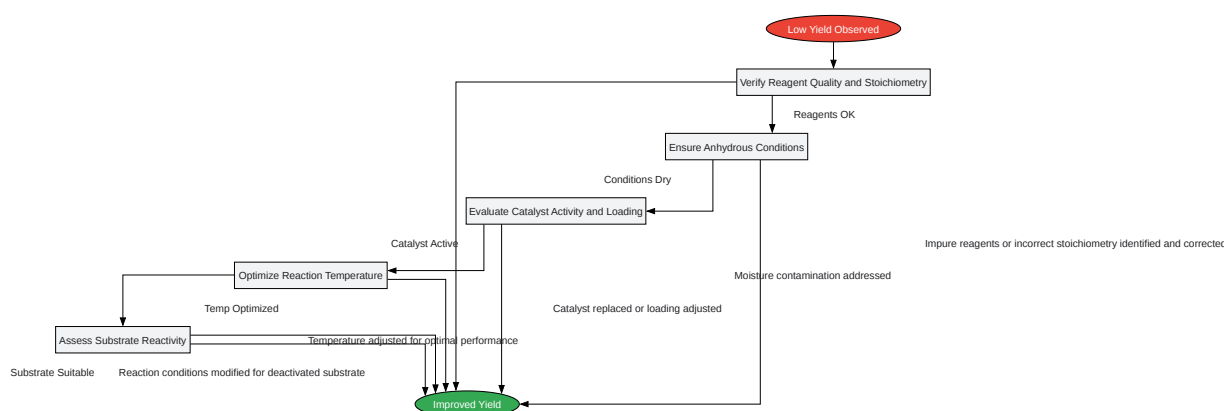 Low Yield Observed
Verify Reagent Quality and Stoichiometry
Reagents OK
Ensure Anhydrous Conditions
Conditions Dry
Evaluate Catalyst Activity and Loading
Catalyst Active
Impure reagents or incorrect stoichiometry identified and corrected
Optimize Reaction Temperature
Moisture contamination addressed
Temp Optimized
Catalyst replaced or loading adjusted
Assess Substrate Reactivity
Temperature adjusted for optimal performance
Substrate Suitable
Reaction conditions modified for deactivated substrate
Improved Yield